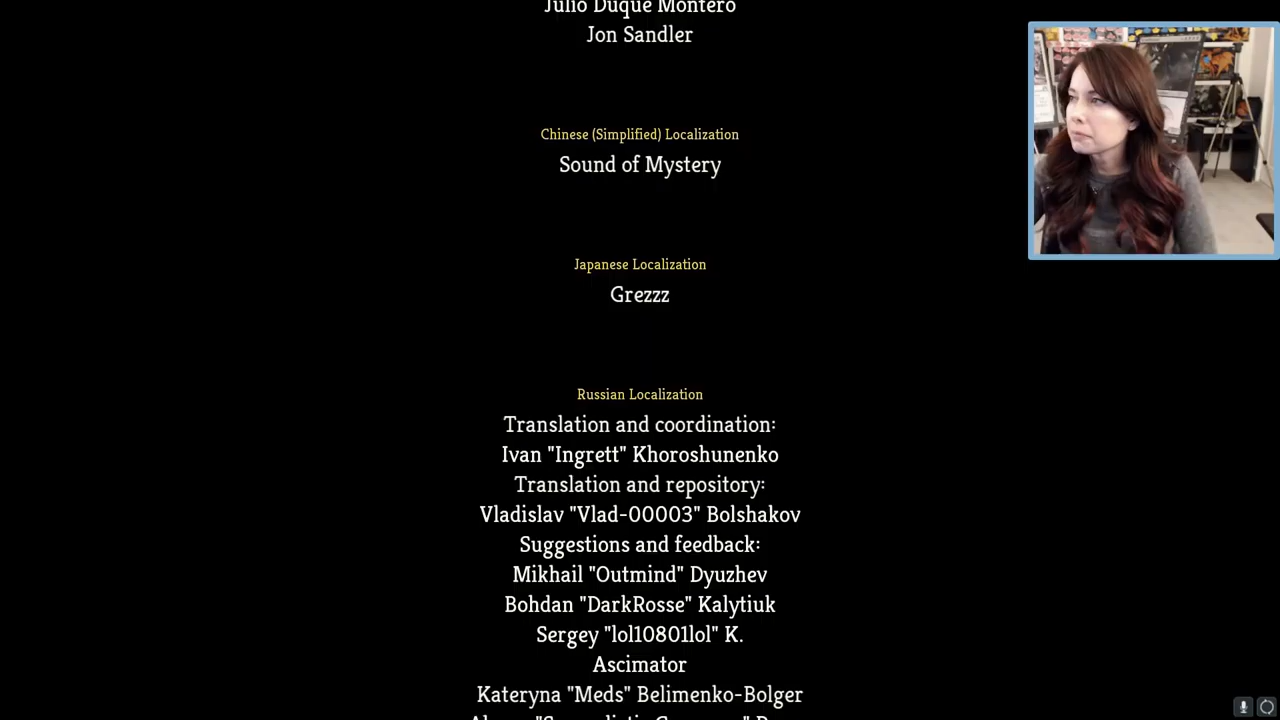 Julio Duque Montero
Jon Sandler
Chinese (Simplified) Localization
Sound of Mystery
Japanese Localization
Grezzz
Russian Localization
Translation and coordination:
Ivan "Ingrett" Khoroshunenko
Translation and repository:
Vladislav "Vlad-00003" Bolshakov
Suggestions and feedback:
Mikhail "Outmind" Dyuzhev
Bohdan "DarkRosse" Kalytiuk
Sergey "lol10801lol" K.
Ascimator
Kateryna "Meds" Belimenko-Bolger